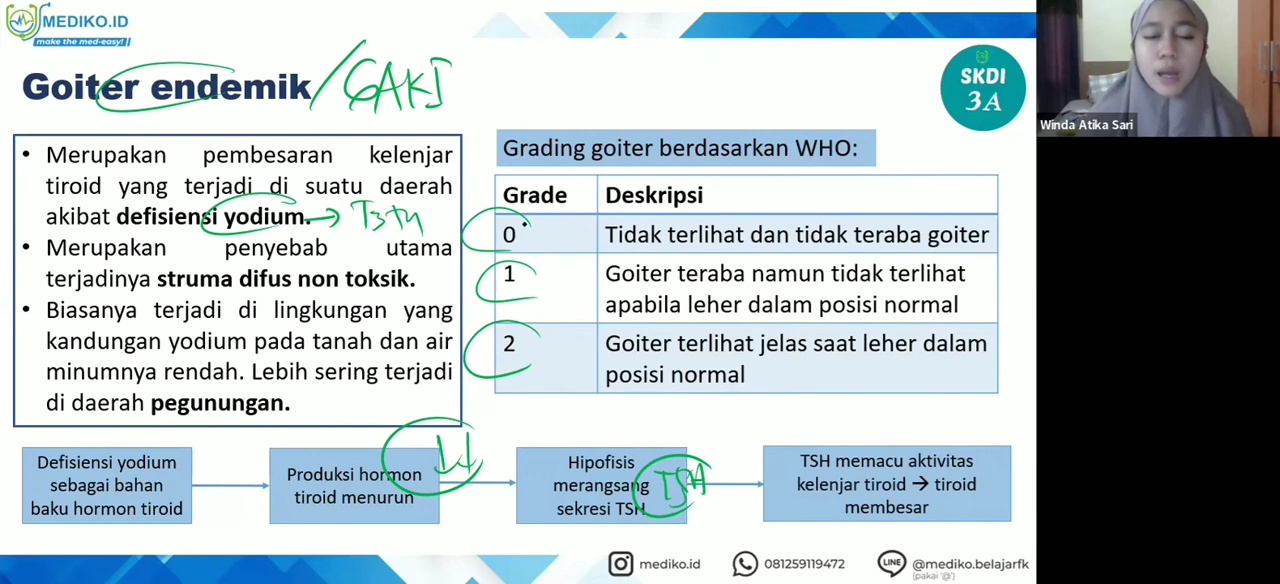 MEDIKO.ID
make the med-easy!
Goiter endemik / GAKI
SKDI
3A
Winda Atika Sari
• Merupakan pembesaran kelenjar
tiroid yang terjadi di suatu daerah
akibat defisiensi yodium. → T3 T4
• Merupakan penyebab utama
terjadinya struma difus non toksik.
• Biasanya terjadi di lingkungan yang
kandungan yodium pada tanah dan air
minumnya rendah. Lebih sering terjadi
di daerah pegunungan.
Grading goiter berdasarkan WHO:
Grade Deskripsi
0 Tidak terlihat dan tidak teraba goiter
1 Goiter teraba namun tidak terlihat
apabila leher dalam posisi normal
2 Goiter terlihat jelas saat leher dalam
posisi normal
Defisiensi yodium
sebagai bahan
baku hormon tiroid
Produksi hormon
tiroid menurun
↓↓
Hipofisis
merangsang
sekresi TSH
TSH
TSH memacu aktivitas
kelenjar tiroid → tiroid
membesar
mediko.id
081259119472
LINE
@mediko.belajarfk
(pakai '@')